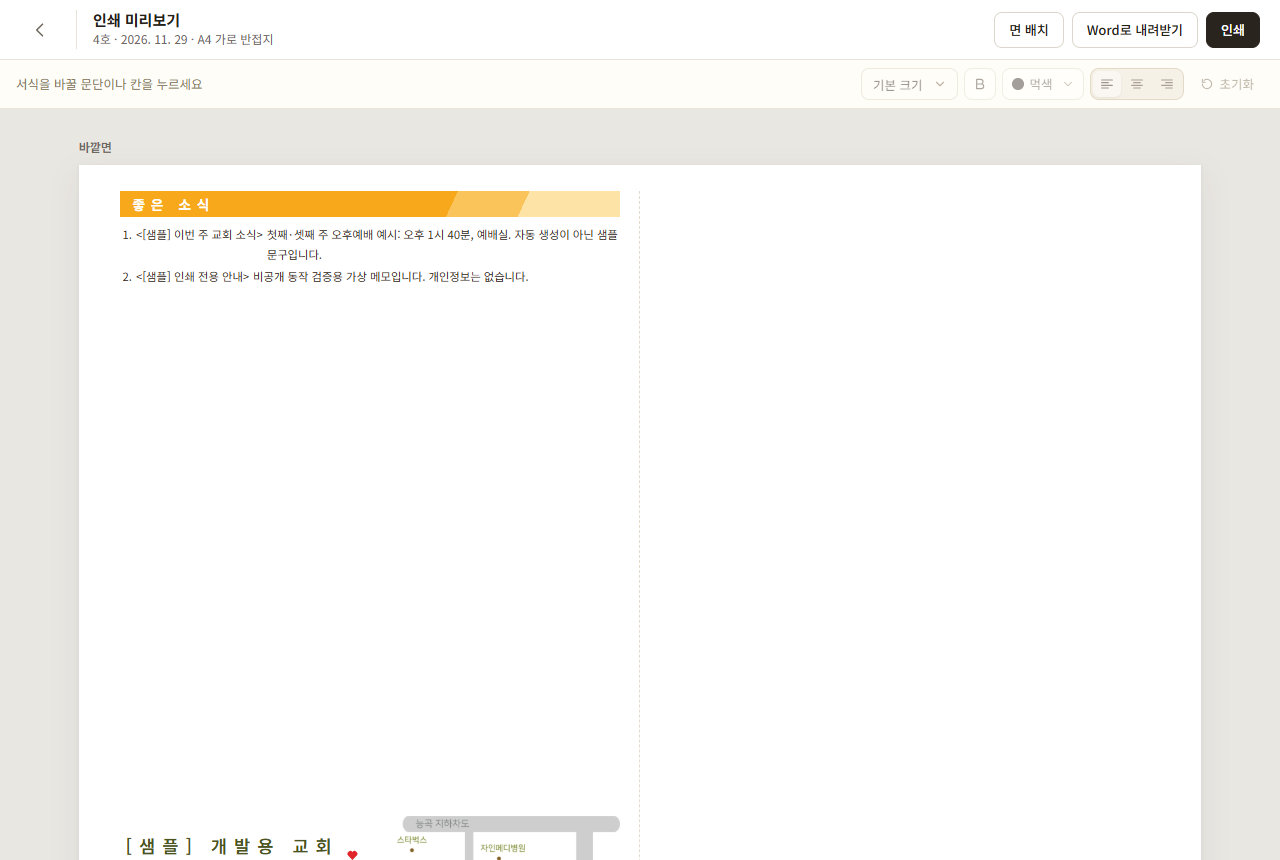 인쇄 미리보기
4호 · 2026. 11. 29 · A4 가로 반접지
면 배치
Word로 내려받기
인쇄
서식을 바꿀 문단이나 칸을 누르세요
기본 크기
B
먹색
초기화
바깥면
좋은 소식
1. <[샘플] 이번 주 교회 소식> 첫째·셋째 주 오후예배 예시: 오후 1시 40분, 예배실. 자동 생성이 아닌 샘플
문구입니다.
2. <[샘플] 인쇄 전용 안내> 비공개 동작 검증용 가상 메모입니다. 개인정보는 없습니다.
능곡 지하차도
스타벅스
[샘플] 개발용 교회
자인메디병원